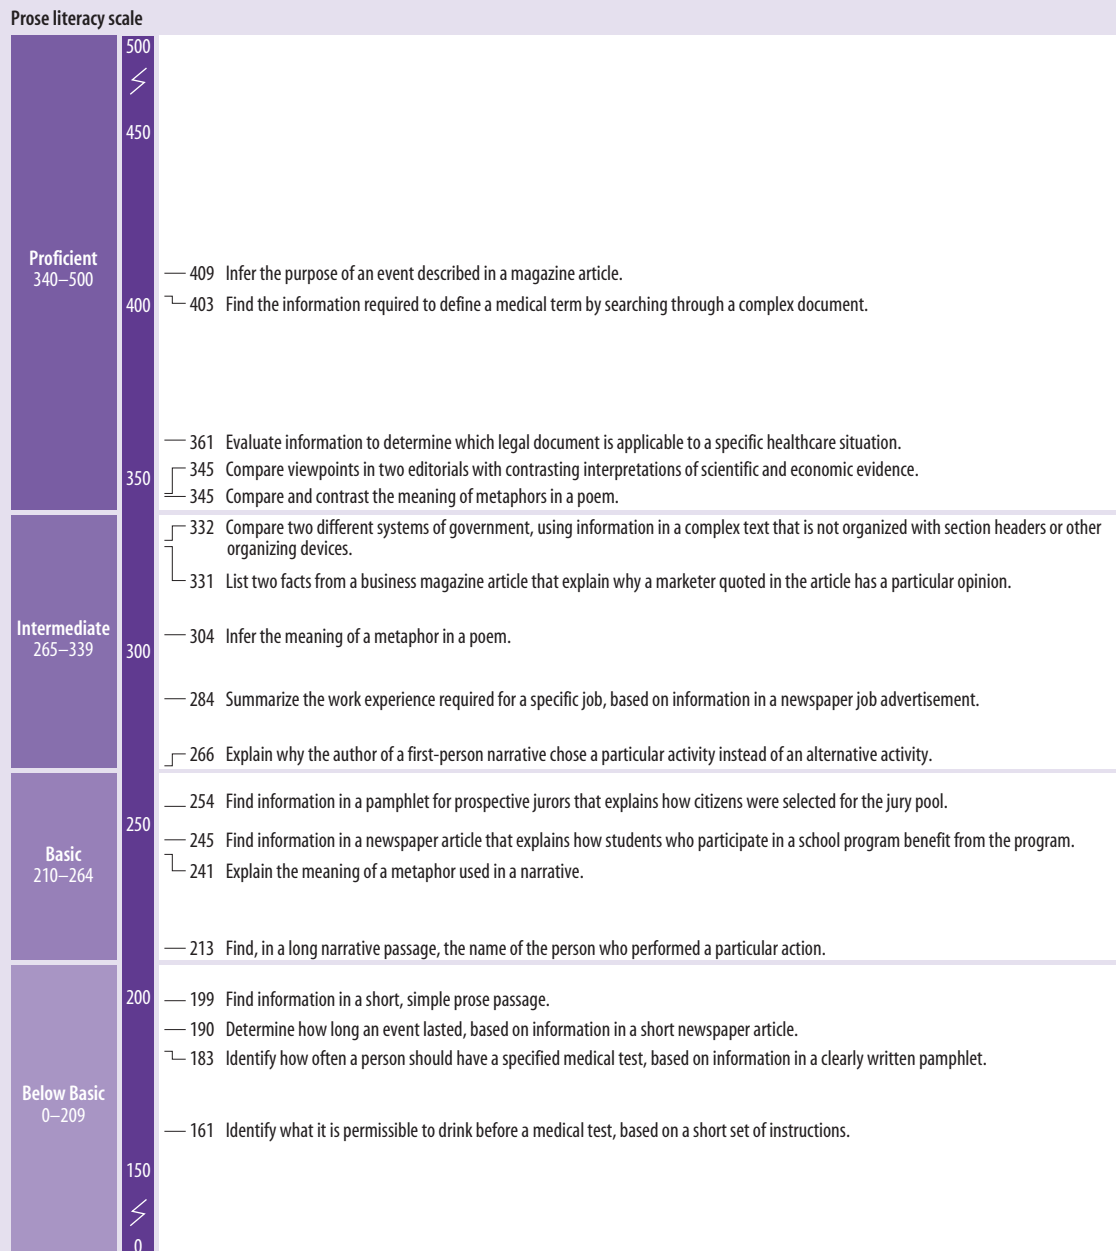 Prose literacy scale
500
450
Proficient
340–500
409 Infer the purpose of an event described in a magazine article.
400
403 Find the information required to define a medical term by searching through a complex document.
361 Evaluate information to determine which legal document is applicable to a specific healthcare situation.
345 Compare viewpoints in two editorials with contrasting interpretations of scientific and economic evidence.
350
345 Compare and contrast the meaning of metaphors in a poem.
332 Compare two different systems of government, using information in a complex text that is not organized with section headers or other
organizing devices.
331 List two facts from a business magazine article that explain why a marketer quoted in the article has a particular opinion.
Intermediate
265–339
304 Infer the meaning of a metaphor in a poem.
300
284 Summarize the work experience required for a specific job, based on information in a newspaper job advertisement.
266 Explain why the author of a first-person narrative chose a particular activity instead of an alternative activity.
254 Find information in a pamphlet for prospective jurors that explains how citizens were selected for the jury pool.
250
245 Find information in a newspaper article that explains how students who participate in a school program benefit from the program.
Basic
210–264
241 Explain the meaning of a metaphor used in a narrative.
213 Find, in a long narrative passage, the name of the person who performed a particular action.
200
199 Find information in a short, simple prose passage.
190 Determine how long an event lasted, based on information in a short newspaper article.
183 Identify how often a person should have a specified medical test, based on information in a clearly written pamphlet.
Below Basic
0–209
161 Identify what it is permissible to drink before a medical test, based on a short set of instructions.
150
0